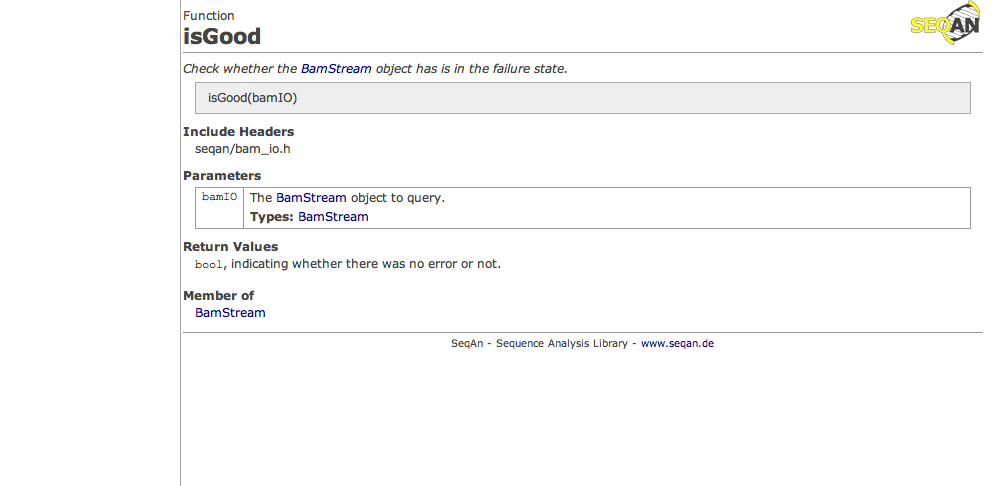 Function
SEQAN
isGood
Check whether the BamStream object has is in the failure state.
isGood(bamIO)
Include Headers
seqan/bam_io.h
Parameters
bamIO The BamStream object to query.
Types: BamStream
Return Values
bool, indicating whether there was no error or not.
Member of
BamStream
SeqAn - Sequence Analysis Library - www.seqan.de